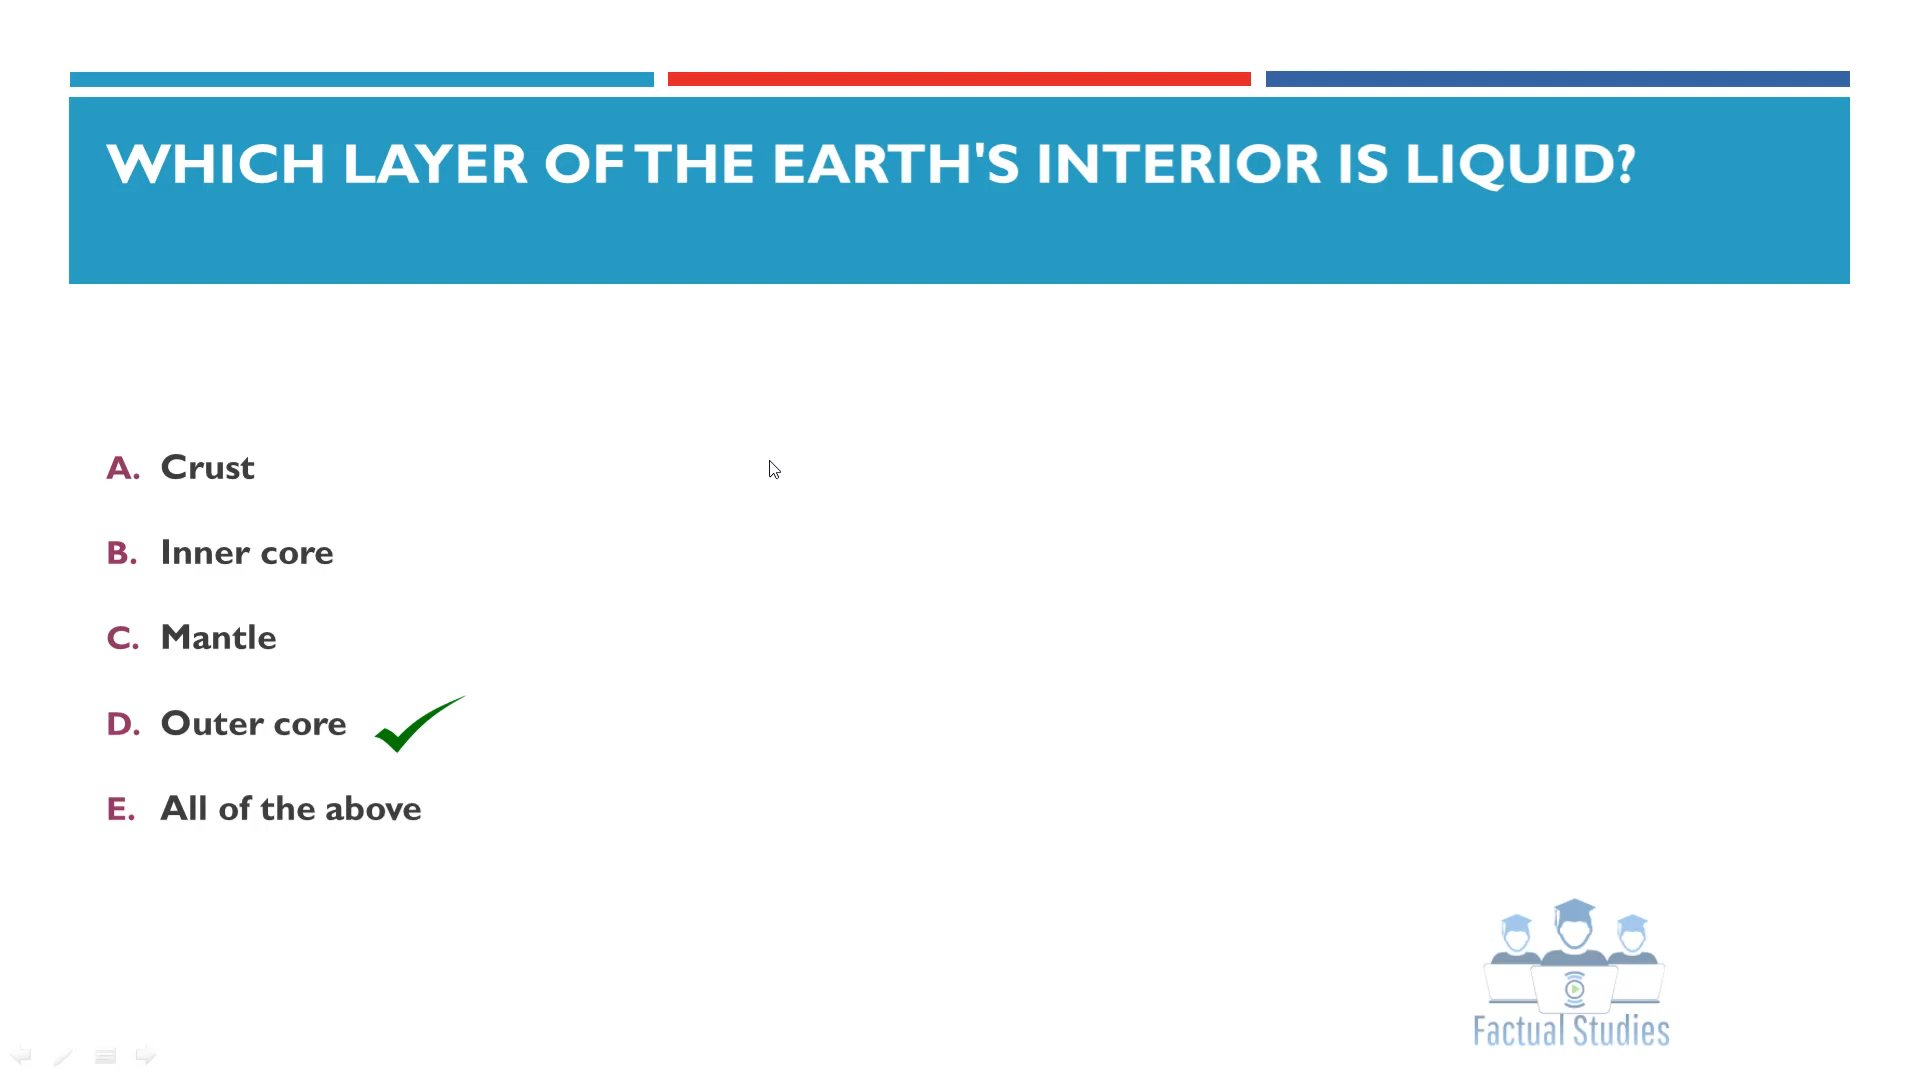 WHICH LAYER OF THE EARTH'S INTERIOR IS LIQUID?
A. Crust
B. Inner core
C. Mantle
D. Outer core
E. All of the above
Factual Studies